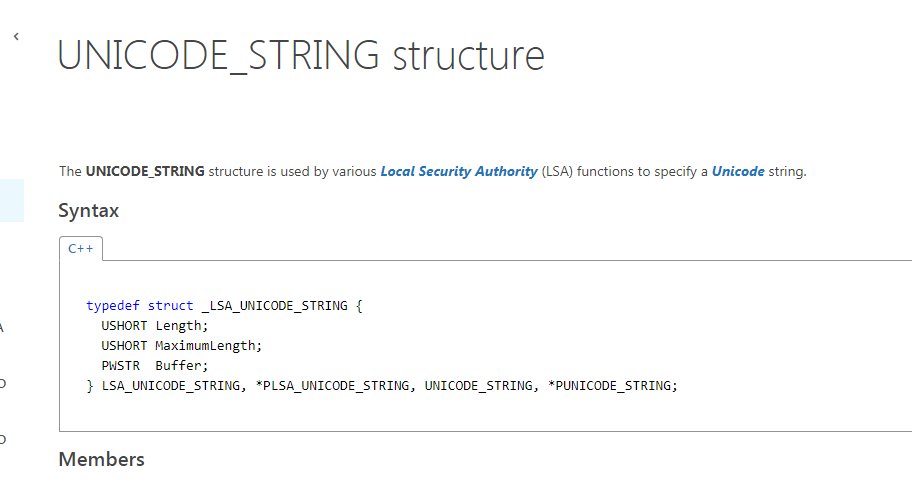 UNICODE_STRING structure
The UNICODE_STRING structure is used by various Local Security Authority (LSA) functions to specify a Unicode string.
Syntax
C++
typedef struct _LSA_UNICODE_STRING {
  USHORT Length;
  USHORT MaximumLength;
  PWSTR  Buffer;
} LSA_UNICODE_STRING, *PLSA_UNICODE_STRING, UNICODE_STRING, *PUNICODE_STRING;
Members